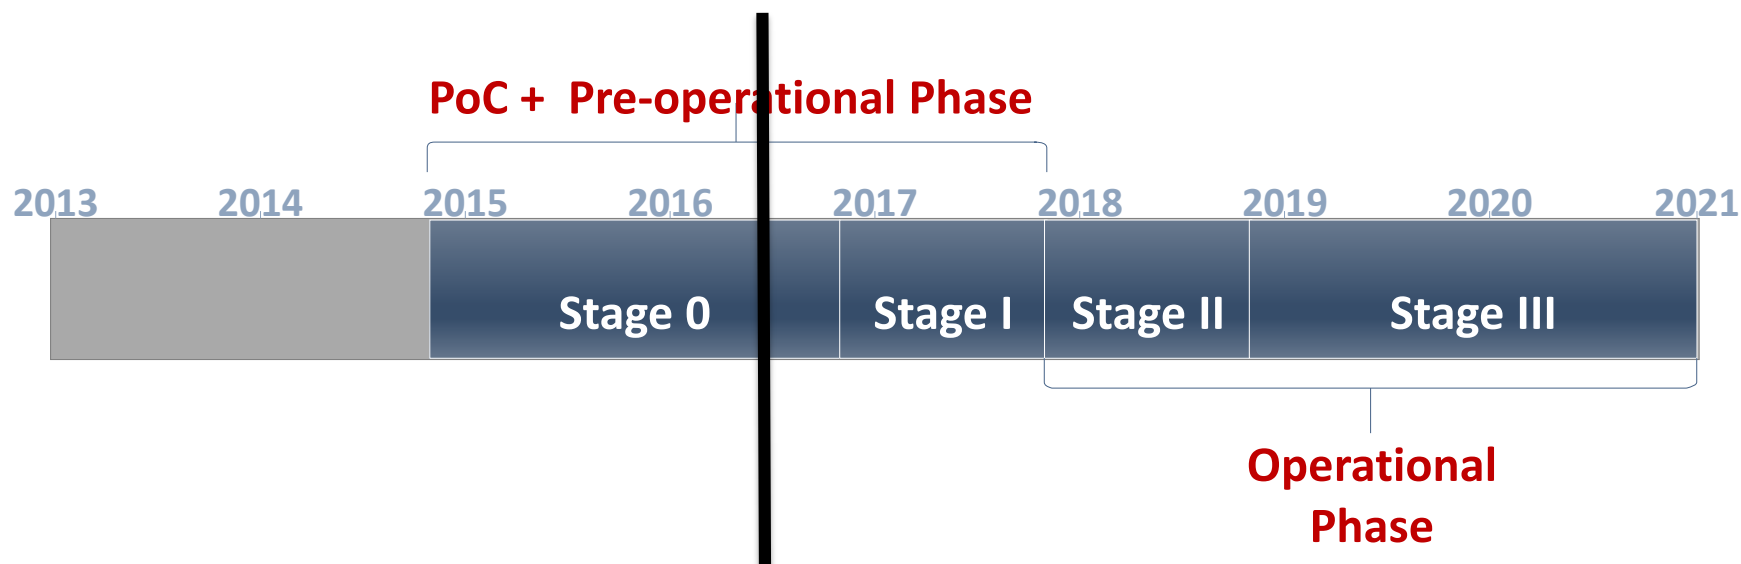 PoC +  Pre-operational Phase
2013 2014 2015 2016 2017 2018 2019 2020 2021
Stage 0 Stage I Stage II Stage III
Operational
Phase